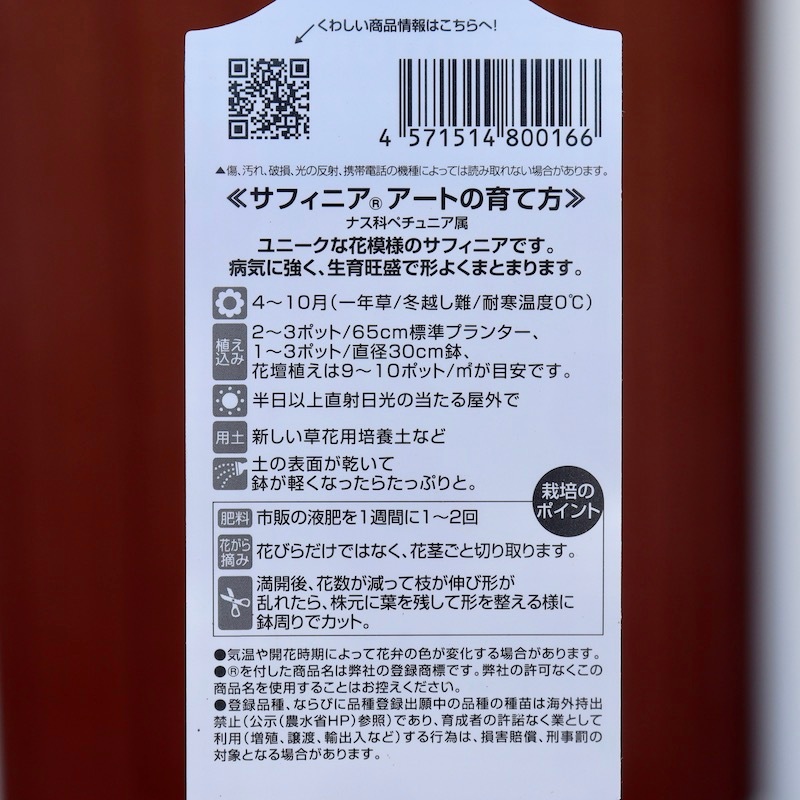 くわしい商品情報はこちらへ!
4 571514 800166
▲傷、汚れ、破損、光の反射、携帯電話の機種によっては読み取れない場合があります。
≪サフィニア®アートの育て方≫
ナス科ペチュニア属
ユニークな花模様のサフィニアです。
病気に強く、生育旺盛で形よくまとまります。
4〜10月(一年草/冬越し難/耐寒温度0℃)
植え込み 2〜3ポット/65cm標準プランター、
1〜3ポット/直径30cm鉢、
花壇植えは9〜10ポット/㎡が目安です。
半日以上直射日光の当たる屋外で
用土 新しい草花用培養土など
土の表面が乾いて
鉢が軽くなったらたっぷりと。
栽培の
ポイント
肥料 市販の液肥を1週間に1〜2回
花がら摘み 花びらだけではなく、花茎ごと切り取ります。
満開後、花数が減って枝が伸び形が
乱れたら、株元に葉を残して形を整える様に
鉢周りでカット。
●気温や開花時期によって花弁の色が変化する場合があります。
●®を付した商品名は弊社の登録商標です。弊社の許可なくこの
商品名を使用することはお控えください。
●登録品種、ならびに品種登録出願中の品種の種苗は海外持出
禁止(公示(農水省HP)参照)であり、育成者の許諾なく業として
利用(増殖、譲渡、輸出入など)する行為は、損害賠償、刑事罰の
対象となる場合があります。